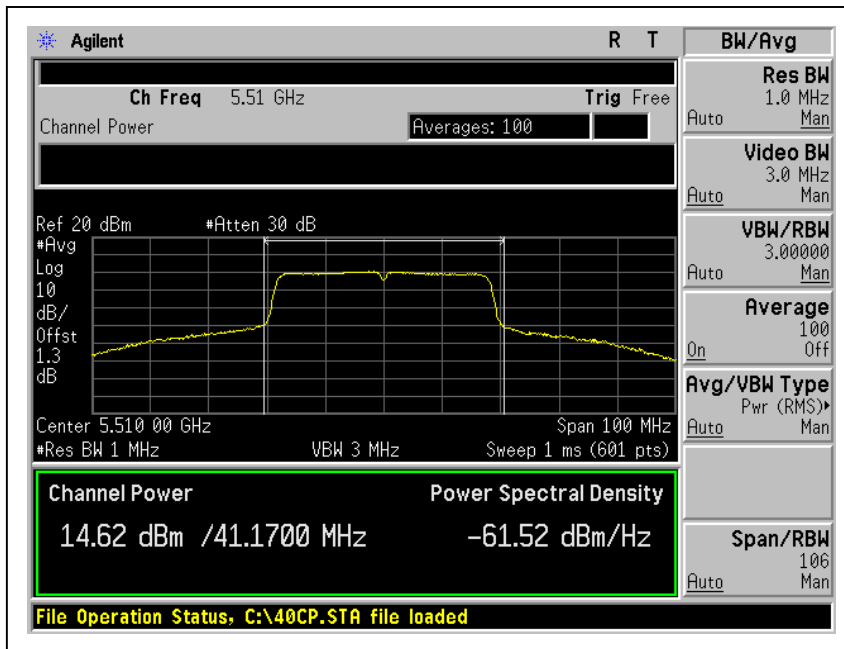 Agilent R T BW/Avg
Ch Freq 5.51 GHz Trig Free
Channel Power Averages: 100
Res BW
1.0 MHz
Auto Man
Video BW
3.0 MHz
Auto Man
Ref 20 dBm #Atten 30 dB
#Avg
Log
10
dB/
Offst
1.3
dB
VBW/RBW
3.00000
Auto Man
Average
100
On Off
Avg/VBW Type
Pwr (RMS)▸
Auto Man
Center 5.510 00 GHz Span 100 MHz
#Res BW 1 MHz VBW 3 MHz Sweep 1 ms (601 pts)
Channel Power Power Spectral Density
14.62 dBm /41.1700 MHz -61.52 dBm/Hz
Span/RBW
106
Auto Man
File Operation Status, C:\40CP.STA file loaded